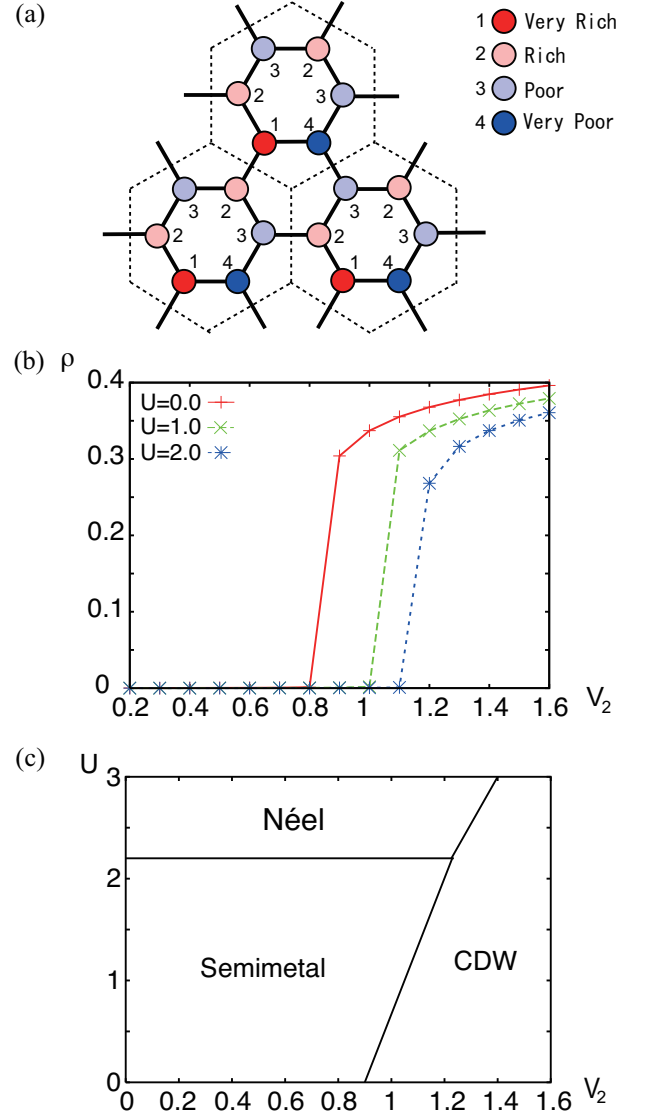 (a)
1 Very Rich
2 Rich
3 Poor
4 Very Poor
3 2
2 3
1 4
3 2 3 2
2 3 2 3
1 4 1 4
(b) ρ
0.4
U=0.0
U=1.0
U=2.0
0.3
0.2
0.1
0
0.2 0.4 0.6 0.8 1 1.2 1.4 1.6
V2
(c) U
3
Néel
2
Semimetal
CDW
1
0
0 0.2 0.4 0.6 0.8 1 1.2 1.4 1.6
V2